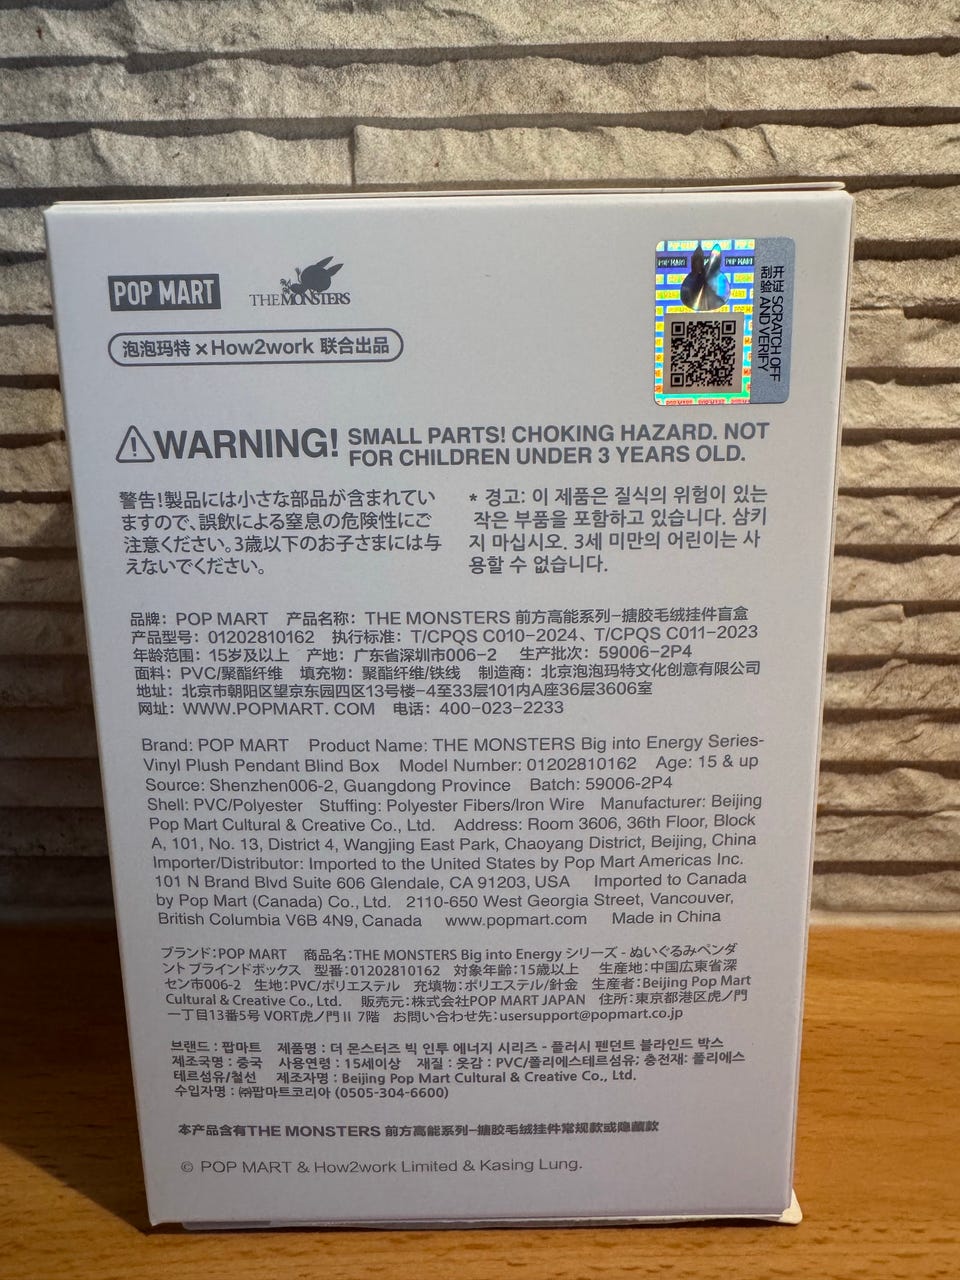 POP MART
THE MONSTERS
泡泡玛特×How2work 联合出品
POP MART POP MART
开 证 SCRATCH OFF
刮 验 AND VERIFY
WARNING! SMALL PARTS! CHOKING HAZARD. NOT
FOR CHILDREN UNDER 3 YEARS OLD.
警告!製品には小さな部品が含まれてい
ますので、誤飲による窒息の危険性にご
注意ください。3歳以下のお子さまには与
えないでください。
* 경고: 이 제품은 질식의 위험이 있는
작은 부품을 포함하고 있습니다. 삼키
지 마십시오. 3세 미만의 어린이는 사
용할 수 없습니다.
品牌: POP MART 产品名称: THE MONSTERS 前方高能系列-搪胶毛绒挂件盲盒
产品型号: 01202810162 执行标准: T/CPQS C010-2024、T/CPQS C011-2023
年龄范围: 15岁及以上 产地: 广东省深圳市006-2 生产批次: 59006-2P4
面料: PVC/聚酯纤维 填充物: 聚酯纤维/铁线 制造商: 北京泡泡玛特文化创意有限公司
地址: 北京市朝阳区望京东园四区13号楼-4至33层101内A座36层3606室
网址: WWW.POPMART.COM 电话: 400-023-2233
Brand: POP MART Product Name: THE MONSTERS Big into Energy Series-
Vinyl Plush Pendant Blind Box Model Number: 01202810162 Age: 15 & up
Source: Shenzhen006-2, Guangdong Province Batch: 59006-2P4
Shell: PVC/Polyester Stuffing: Polyester Fibers/Iron Wire Manufacturer: Beijing
Pop Mart Cultural & Creative Co., Ltd. Address: Room 3606, 36th Floor, Block
A, 101, No. 13, District 4, Wangjing East Park, Chaoyang District, Beijing, China
Importer/Distributor: Imported to the United States by Pop Mart Americas Inc.
101 N Brand Blvd Suite 606 Glendale, CA 91203, USA Imported to Canada
by Pop Mart (Canada) Co., Ltd. 2110-650 West Georgia Street, Vancouver,
British Columbia V6B 4N9, Canada www.popmart.com Made in China
ブランド:POP MART 商品名:THE MONSTERS Big into Energy シリーズ - ぬいぐるみペンダ
ント ブラインドボックス 型番:01202810162 対象年齢:15歳以上 生産地:中国広東省深
セン市006-2 生地:PVC/ポリエステル 充填物:ポリエステル/針金 生産者:Beijing Pop Mart
Cultural & Creative Co., Ltd. 販売元:株式会社POP MART JAPAN 住所:東京都港区虎ノ門
一丁目13番5号 VORT虎ノ門Ⅱ 7階 お問い合わせ先:usersupport@popmart.co.jp
브랜드 : 팝마트 제품명 : 더 몬스터즈 빅 인투 에너지 시리즈 - 플러시 펜던트 블라인드 박스
제조국명 : 중국 사용연령 : 15세이상 재질 : 옷감 : PVC/폴리에스테르섬유; 충전재: 폴리에스
테르섬유/철선 제조자명 : Beijing Pop Mart Cultural & Creative Co., Ltd.
수입자명 : ㈜팝마트코리아 (0505-304-6600)
本产品含有THE MONSTERS 前方高能系列-搪胶毛绒挂件常规款或隐藏款
© POP MART & How2work Limited & Kasing Lung.